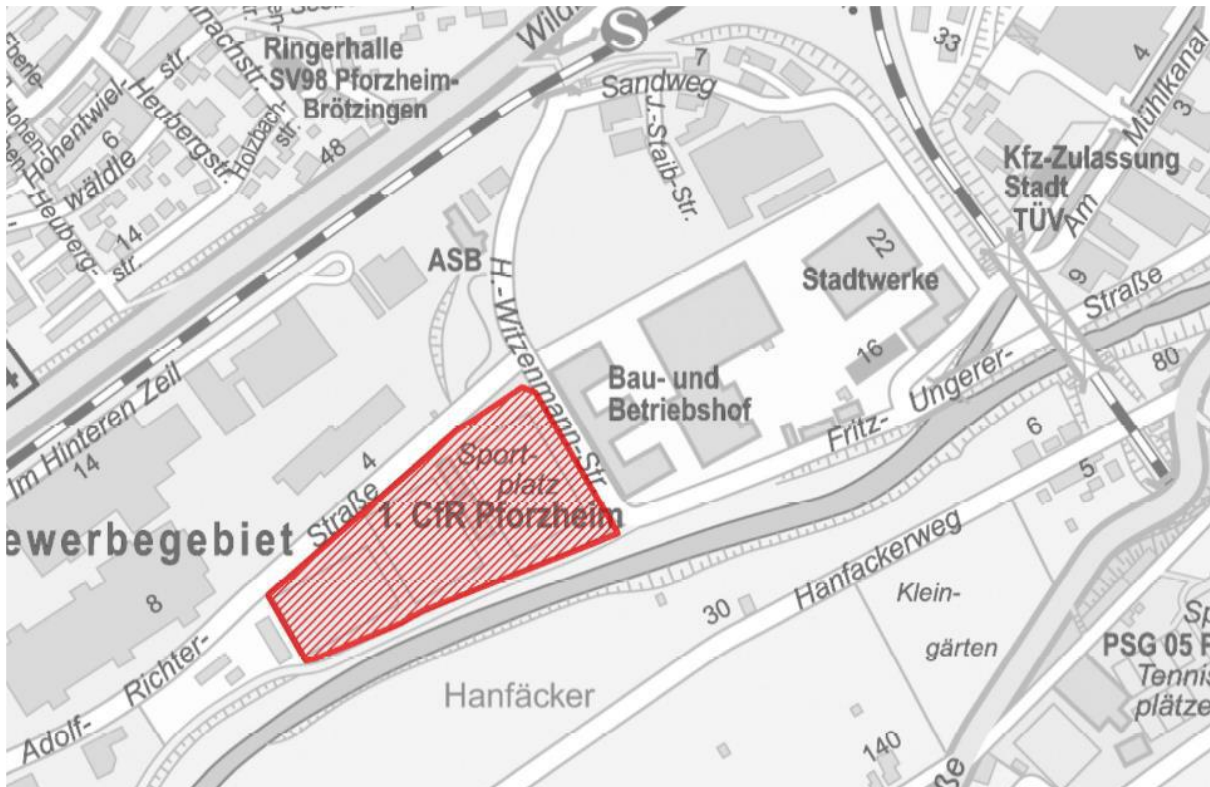 Ringerhalle
SV98 Pforzheim-
Brötzingen
S
7
Sandweg
J.-Staib-Str.
33
4
Mühlkanal
3
Am
Kfz-Zulassung
Stadt
TÜV
9
Eberle-
Hohentwiel-
str.
Heubergstr.
Holzbach-
str.
48
6
wäldle
Heuberg-
str.
14
ASB
H.-Witzenmann-Str.
22
Stadtwerke
16
Bau- und
Betriebshof
Fritz-
Ungerer-
Straße
80
6
5
Im Hinteren Zeil
14
4
Sport-
platz
1. CfR Pforzheim
ewerbegebiet
8
Adolf-
Richter-
Straße
Hanfäcker
30
Hanfackerweg
Klein-
gärten
140
PSG 05
Tennis
plätze